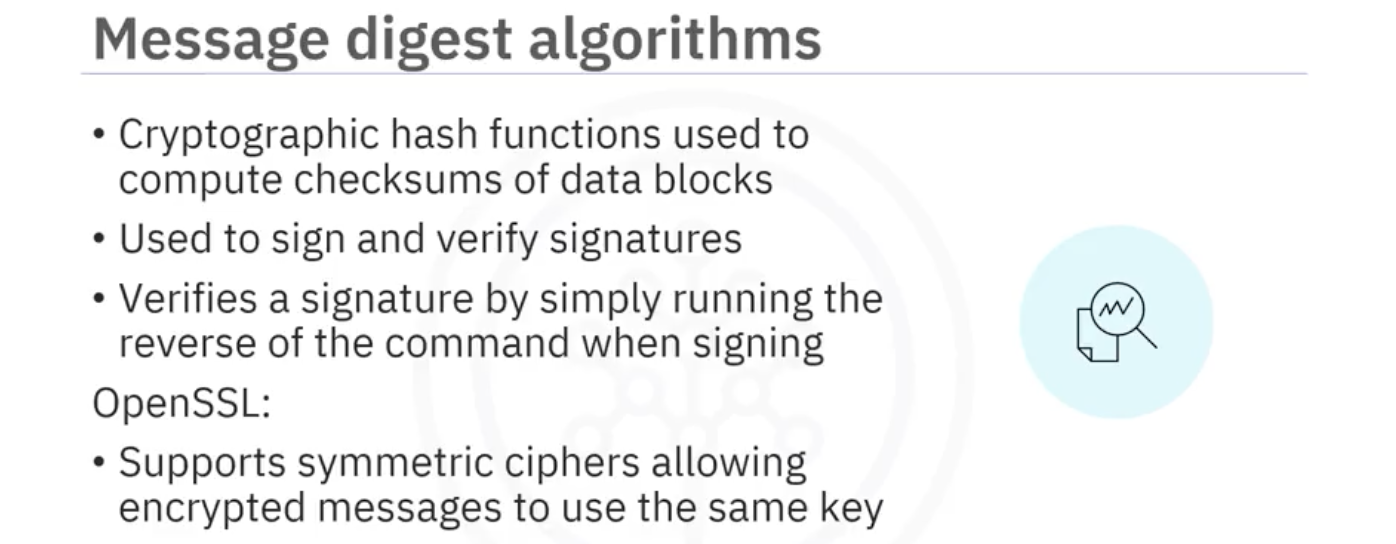 Message digest algorithms
• Cryptographic hash functions used to
compute checksums of data blocks
• Used to sign and verify signatures
• Verifies a signature by simply running the
reverse of the command when signing
OpenSSL:
• Supports symmetric ciphers allowing
encrypted messages to use the same key